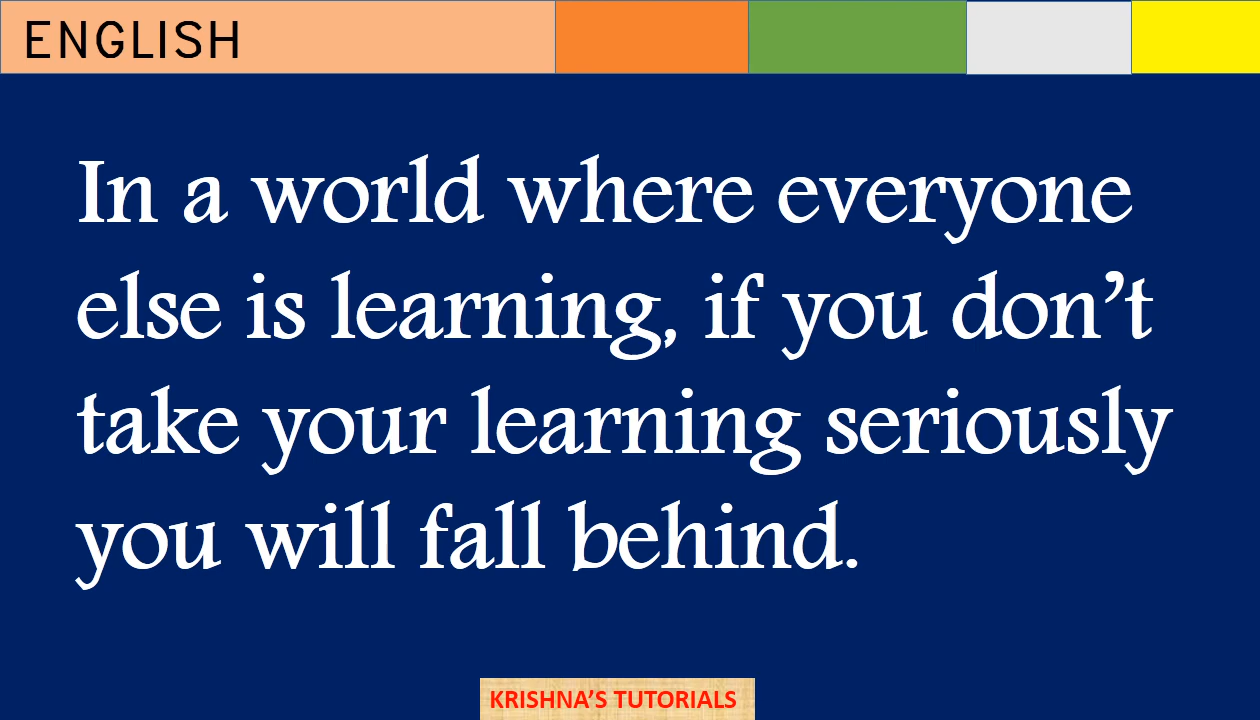 ENGLISH
In a world where everyone
else is learning, if you don’t
take your learning seriously
you will fall behind.
KRISHNA’S TUTORIALS